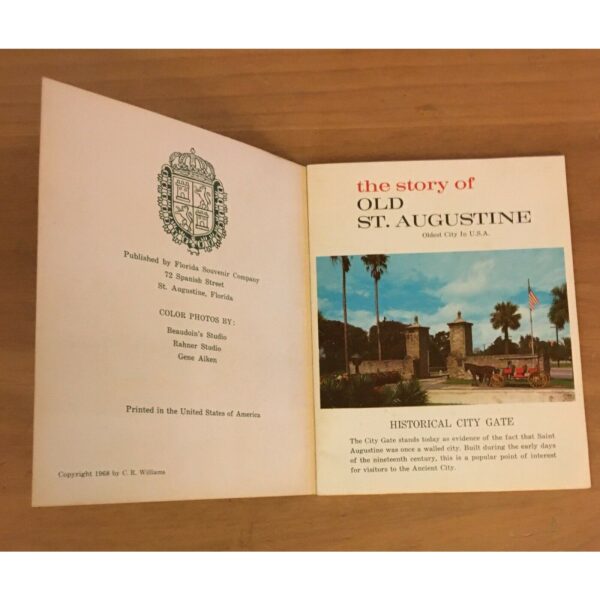 Published by Florida Souvenir Company
72 Spanish Street
St. Augustine, Florida
COLOR PHOTOS BY:
Beaudoin's Studio
Rahner Studio
Gene Aiken
Printed in the United States of America
Copyright 1968 by C. R. Williams
the story of
OLD
ST. AUGUSTINE
Oldest City In U.S.A.
HISTORICAL CITY GATE
The City Gate stands today as evidence of the fact that Saint
Augustine was once a walled city. Built during the early days
of the nineteenth century, this is a popular point of interest
for visitors to the Ancient City.